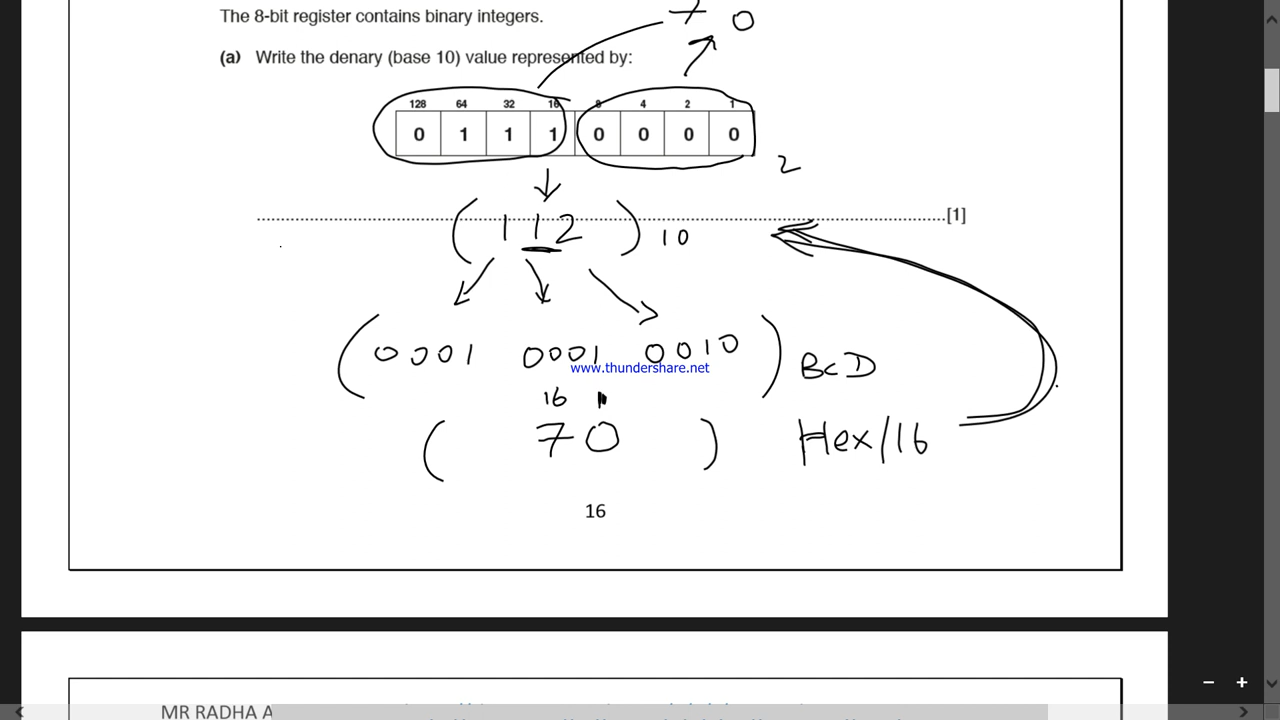 The 8-bit register contains binary integers.
7 0
(a) Write the denary (base 10) value represented by:
128 64 32 16 8 4 2 1
0 1 1 1 0 0 0 0
2
( 112 ) 10 [1]
( 0001 0001 0010 ) BCD
www.thundershare.net
16 1
( 70 ) Hex/16
16
MR RADHA A